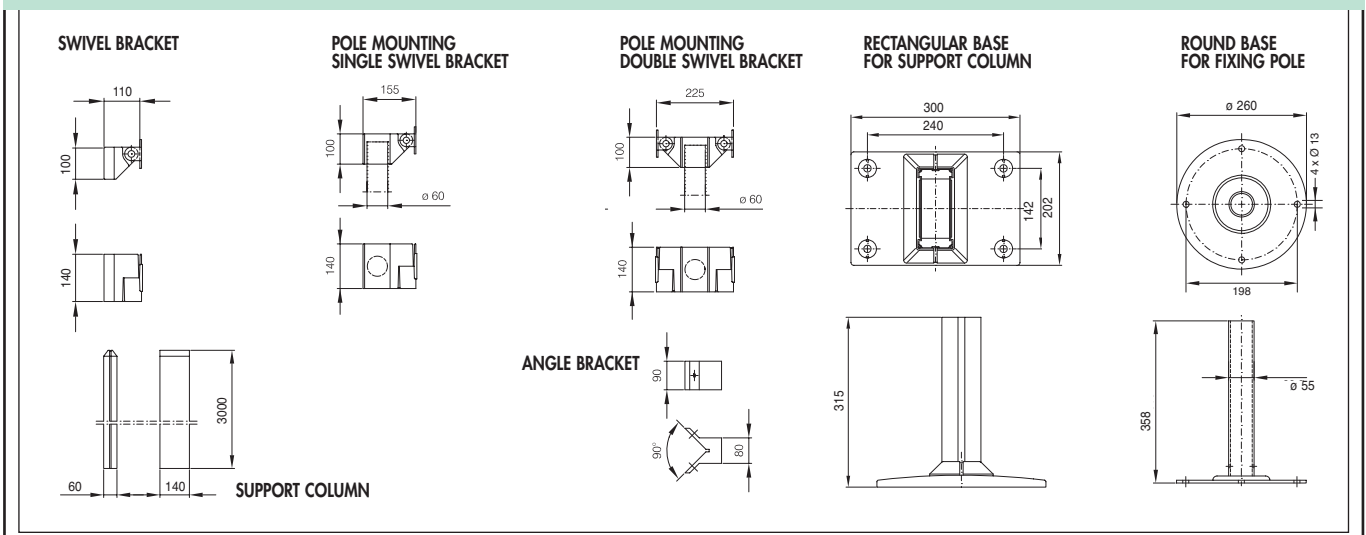 SWIVEL BRACKET
110
100
140
60
140
3000
SUPPORT COLUMN
POLE MOUNTING
SINGLE SWIVEL BRACKET
155
100
ø 60
140
POLE MOUNTING
DOUBLE SWIVEL BRACKET
225
100
ø 60
140
ANGLE BRACKET
90
90°
80
RECTANGULAR BASE
FOR SUPPORT COLUMN
300
240
142
202
315
ROUND BASE
FOR FIXING POLE
ø 260
4 x Ø 13
198
ø 55
358